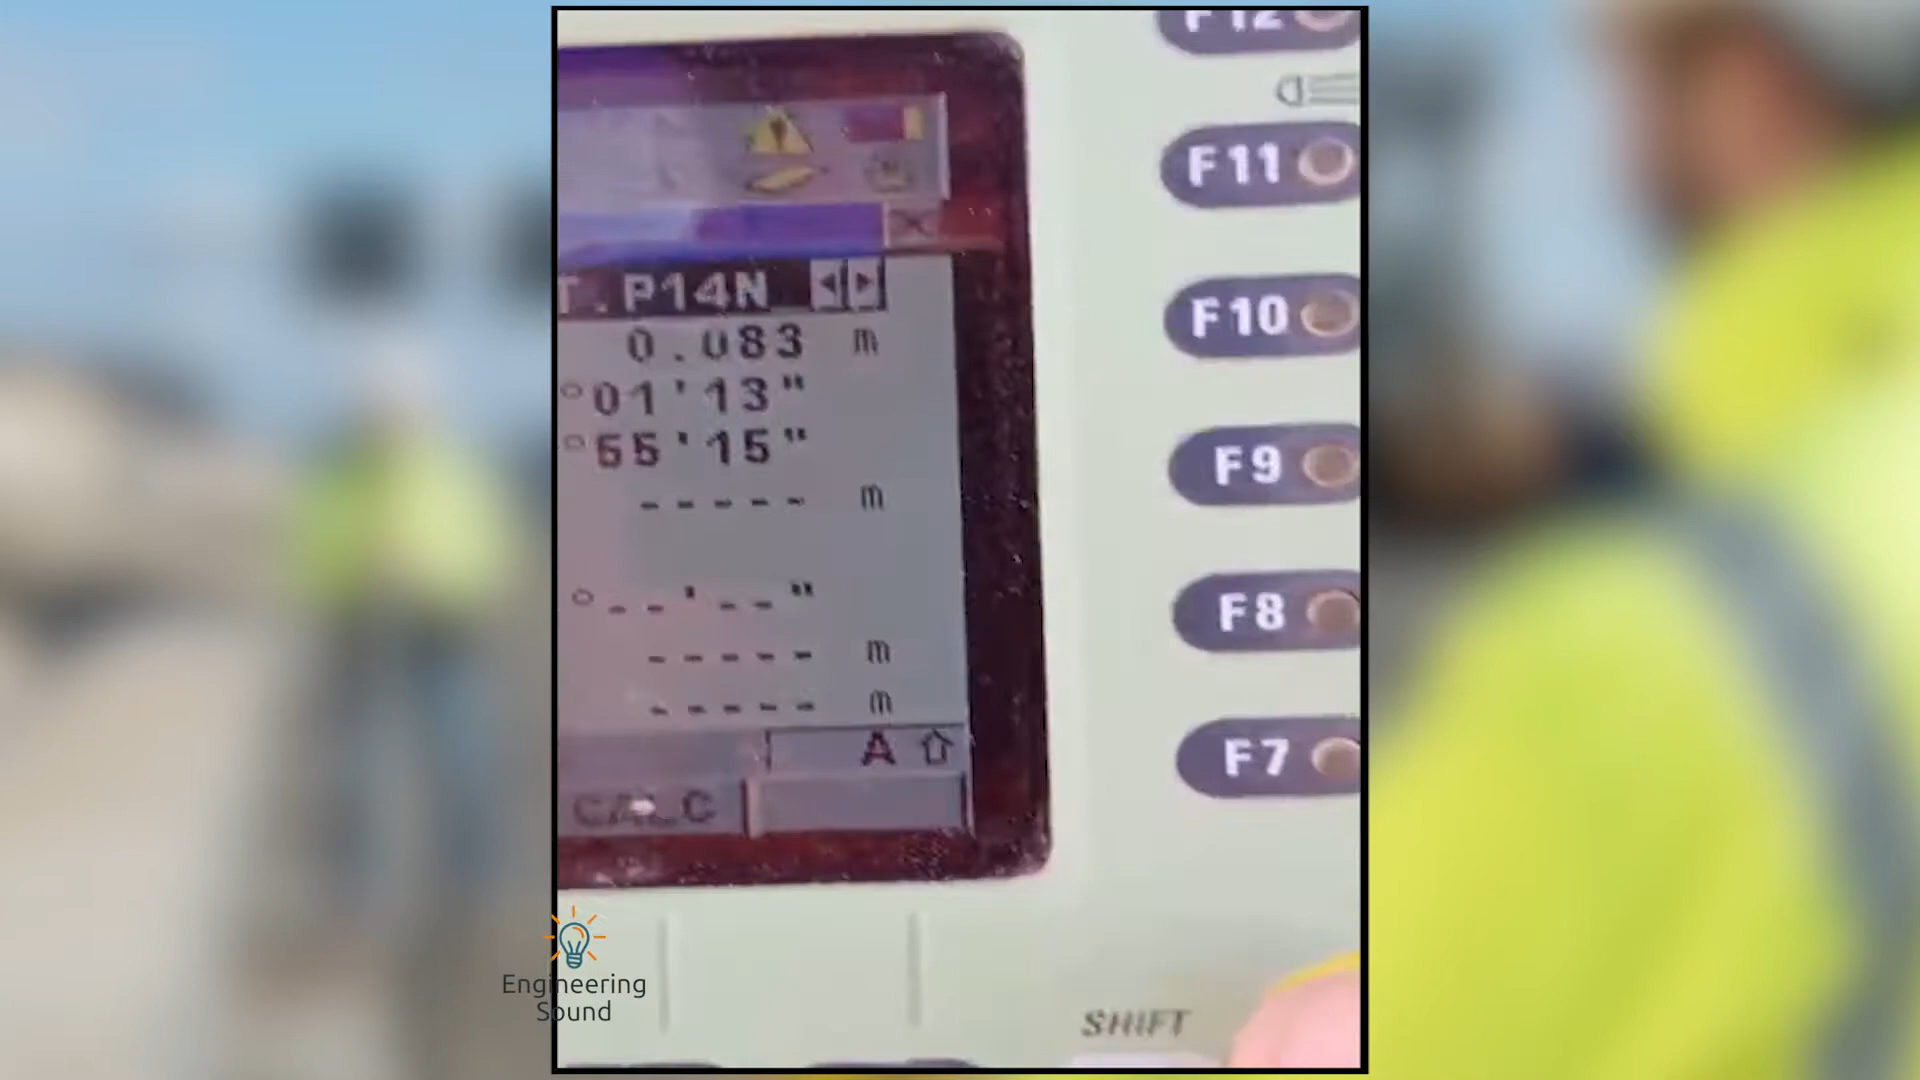 F12
F11
T.P14N
0.083 m
F10
°01'13"
°55'15"
F9
----- m
°--'--"
F8
----- m
----- m
A
F7
CALC
Engineering
Sound
SHIFT